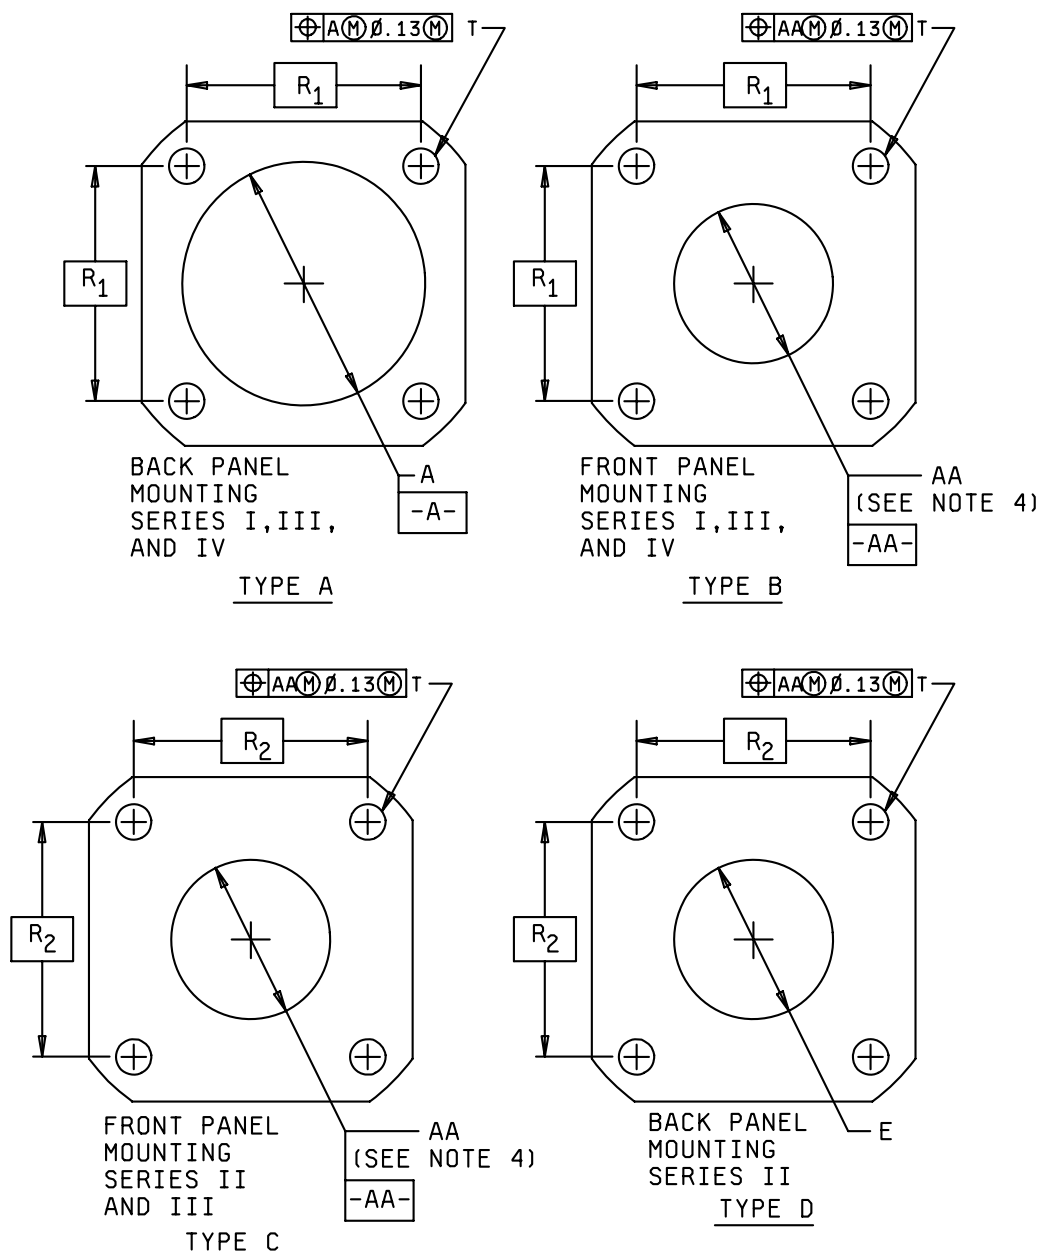 ⌖ A Ⓜ Ø.13 Ⓜ T
R1
R1
A
-A-
BACK PANEL
MOUNTING
SERIES I,III,
AND IV
TYPE A
⌖ AA Ⓜ Ø.13 Ⓜ T
R1
R1
AA
(SEE NOTE 4)
-AA-
FRONT PANEL
MOUNTING
SERIES I,III,
AND IV
TYPE B
⌖ AA Ⓜ Ø.13 Ⓜ T
R2
R2
AA
(SEE NOTE 4)
-AA-
FRONT PANEL
MOUNTING
SERIES II
AND III
TYPE C
⌖ AA Ⓜ Ø.13 Ⓜ T
R2
R2
E
BACK PANEL
MOUNTING
SERIES II
TYPE D